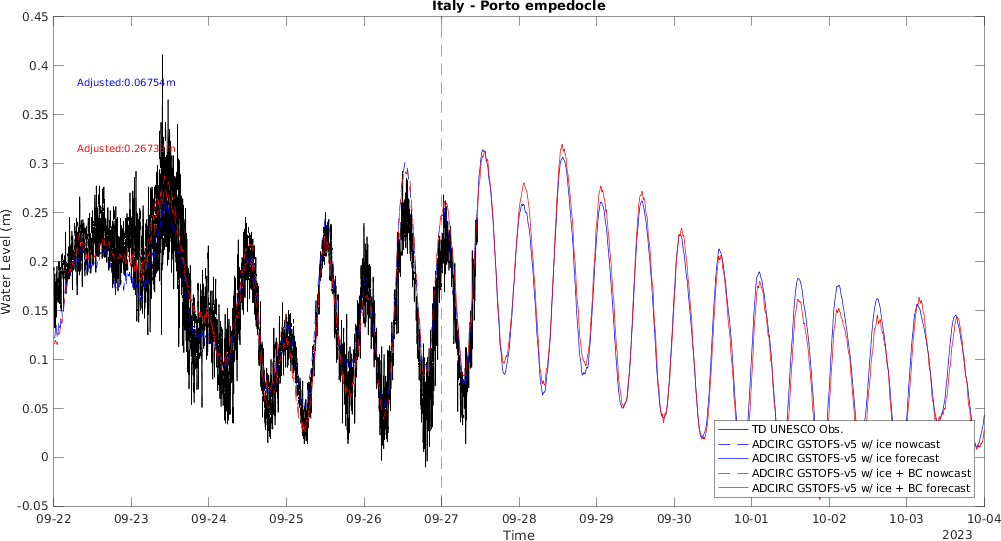 Italy - Porto empedocle
0.45
0.4
0.35
0.3
0.25
0.2
0.15
0.1
0.05
0
-0.05
Water Level (m)
Adjusted:0.06754m
TD UNESCO Obs.
ADCIRC GSTOFS-v5 w/ ice nowcast
ADCIRC GSTOFS-v5 w/ ice forecast
ADCIRC GSTOFS-v5 w/ ice + BC nowcast
ADCIRC GSTOFS-v5 w/ ice + BC forecast
09-22 09-23 09-24 09-25 09-26 09-27 09-28 09-29 09-30 10-01 10-02 10-03 10-04
Time
2023